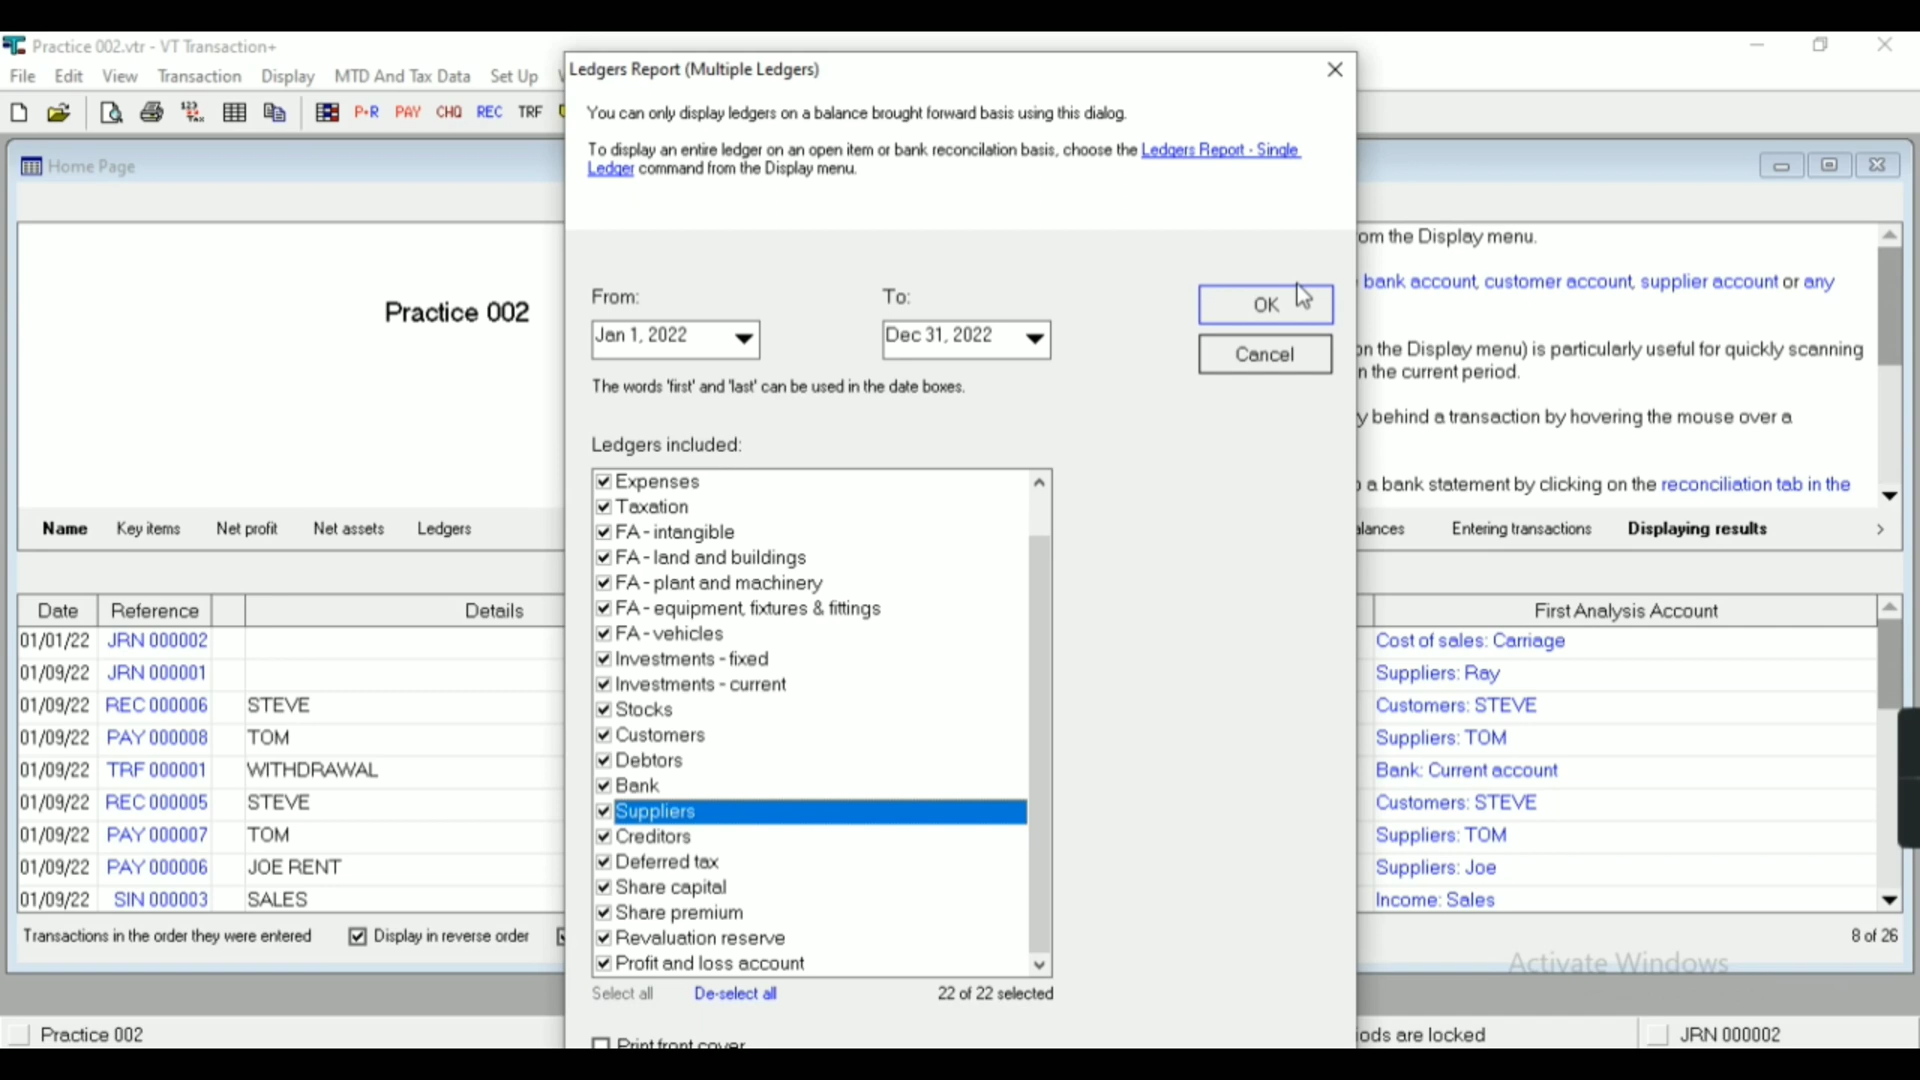 Practice 002.vtr - VT Transaction+
File Edit View Transaction Display MTD And Tax Data Set Up
P+R PAY CHQ REC TRF
Home Page
Practice 002
Name Key items Net profit Net assets Ledgers
Date Reference Details
01/01/22 JRN 000002
01/09/22 JRN 000001
01/09/22 REC 000006 STEVE
01/09/22 PAY 000008 TOM
01/09/22 TRF 000001 WITHDRAWAL
01/09/22 REC 000005 STEVE
01/09/22 PAY 000007 TOM
01/09/22 PAY 000006 JOE RENT
01/09/22 SIN 000003 SALES
Transactions in the order they were entered Display in reverse order
Practice 002
Ledgers Report (Multiple Ledgers)
You can only display ledgers on a balance brought forward basis using this dialog.
To display an entire ledger on an open item or bank reconcilation basis, choose the Ledgers Report - Single
Ledger command from the Display menu.
From: To:
Jan 1, 2022 Dec 31, 2022
OK
Cancel
The words 'first' and 'last' can be used in the date boxes.
Ledgers included:
Expenses
Taxation
FA - intangible
FA - land and buildings
FA - plant and machinery
FA - equipment, fixtures & fittings
FA - vehicles
Investments - fixed
Investments - current
Stocks
Customers
Debtors
Bank
Suppliers
Creditors
Deferred tax
Share capital
Share premium
Revaluation reserve
Profit and loss account
Select all De-select all 22 of 22 selected
Print front cover
om the Display menu.
bank account, customer account, supplier account or any
on the Display menu) is particularly useful for quickly scanning
n the current period.
y behind a transaction by hovering the mouse over a
a bank statement by clicking on the reconciliation tab in the
alances Entering transactions Displaying results
First Analysis Account
Cost of sales: Carriage
Suppliers: Ray
Customers: STEVE
Suppliers: TOM
Bank: Current account
Customers: STEVE
Suppliers: TOM
Suppliers: Joe
Income: Sales
8 of 26
Activate Windows
iods are locked JRN 000002